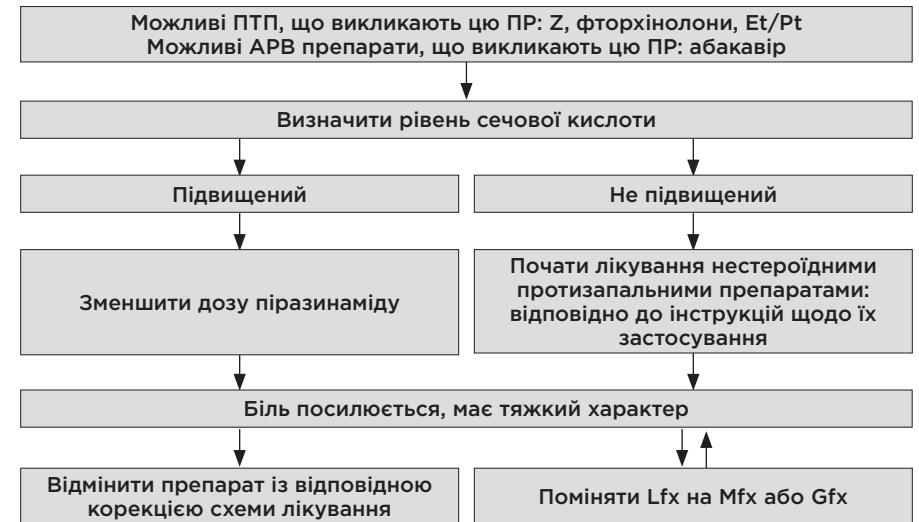 Можливі ПТП, що викликають цю ПР: Z, фторхінолони, Et/Pt
Можливі АРВ препарати, що викликають цю ПР: абакавір
Визначити рівень сечової кислоти
Підвищений
Не підвищений
Зменшити дозу піразинаміду
Почати лікування нестероїдними
протизапальними препаратами:
відповідно до інструкцій щодо їх
застосування
Біль посилюється, має тяжкий характер
Відмінити препарат із відповідною
корекцією схеми лікування
Поміняти Lfx на Mfx або Gfx